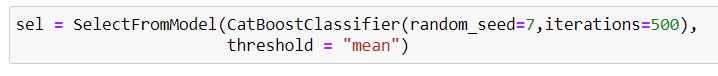 sel = SelectFromModel(CatBoostClassifier(random_seed=7,iterations=500),
                      threshold = "mean")